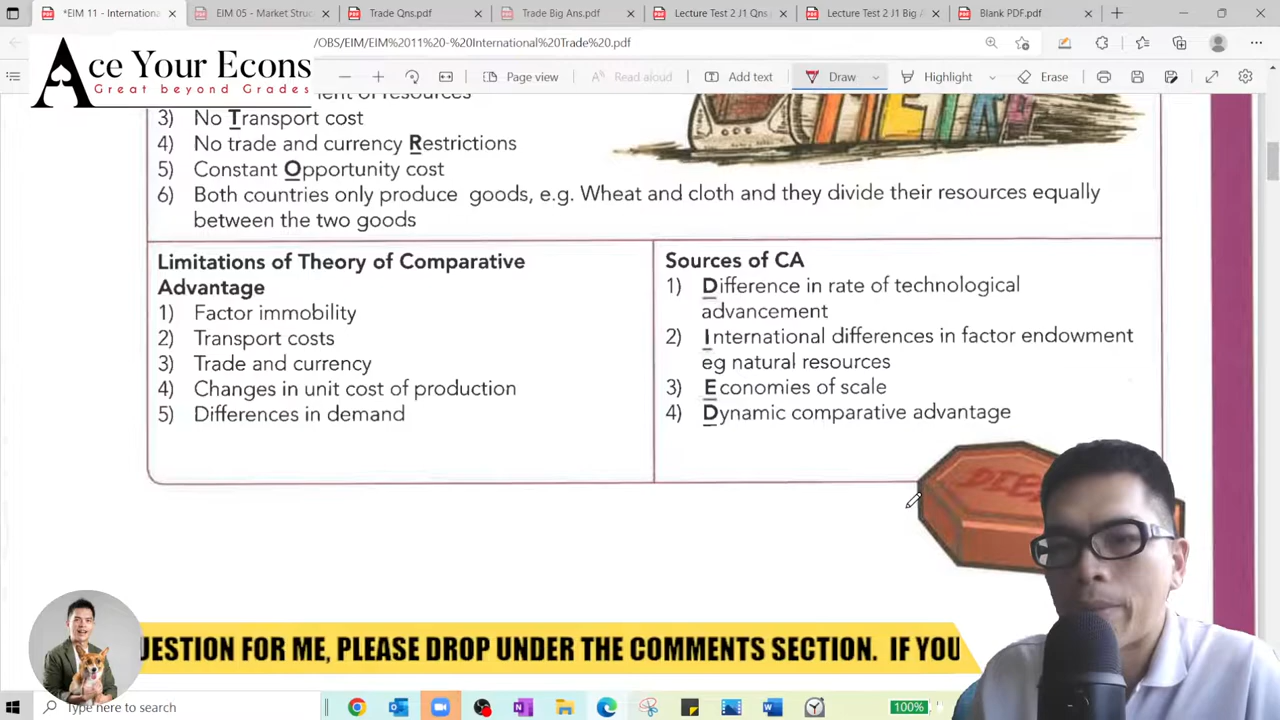 *EIM 11 - Internationa
EIM 05 - Market Struc
Trade Qns.pdf
Trade Big Ans.pdf
Lecture Test 2 J1 Qns F
Lecture Test 2 J1 Big A
Blank PDF.pdf
/OBS/EIM/EIM%2011%20-%20International%20Trade%20.pdf
Page view
Read aloud
Add text
Draw
Highlight
Erase
Ace Your Econs
Great beyond Grades
ent of resources
3) No Transport cost
4) No trade and currency Restrictions
5) Constant Opportunity cost
6) Both countries only produce goods, e.g. Wheat and cloth and they divide their resources equally
between the two goods
Limitations of Theory of Comparative
Advantage
1) Factor immobility
2) Transport costs
3) Trade and currency
4) Changes in unit cost of production
5) Differences in demand
Sources of CA
1) Difference in rate of technological
advancement
2) International differences in factor endowment
eg natural resources
3) Economies of scale
4) Dynamic comparative advantage
UESTION FOR ME, PLEASE DROP UNDER THE COMMENTS SECTION. IF YOU
Type here to search
100%